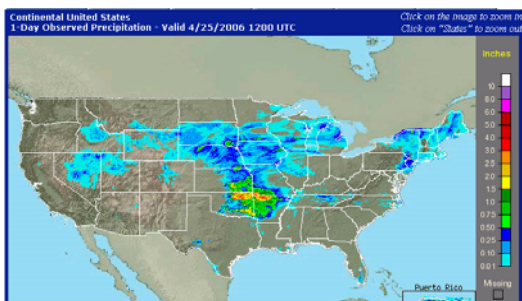 Continental United States
1-Day Observed Precipitation - Valid 4/25/2006 1200 UTC
Click on the image to zoom in
Click on "States" to zoom out
Inches
10
8.0
6.0
5.0
4.0
3.0
2.5
2.0
1.5
1.0
0.75
0.50
0.25
0.10
0.01
Missing
Puerto Rico